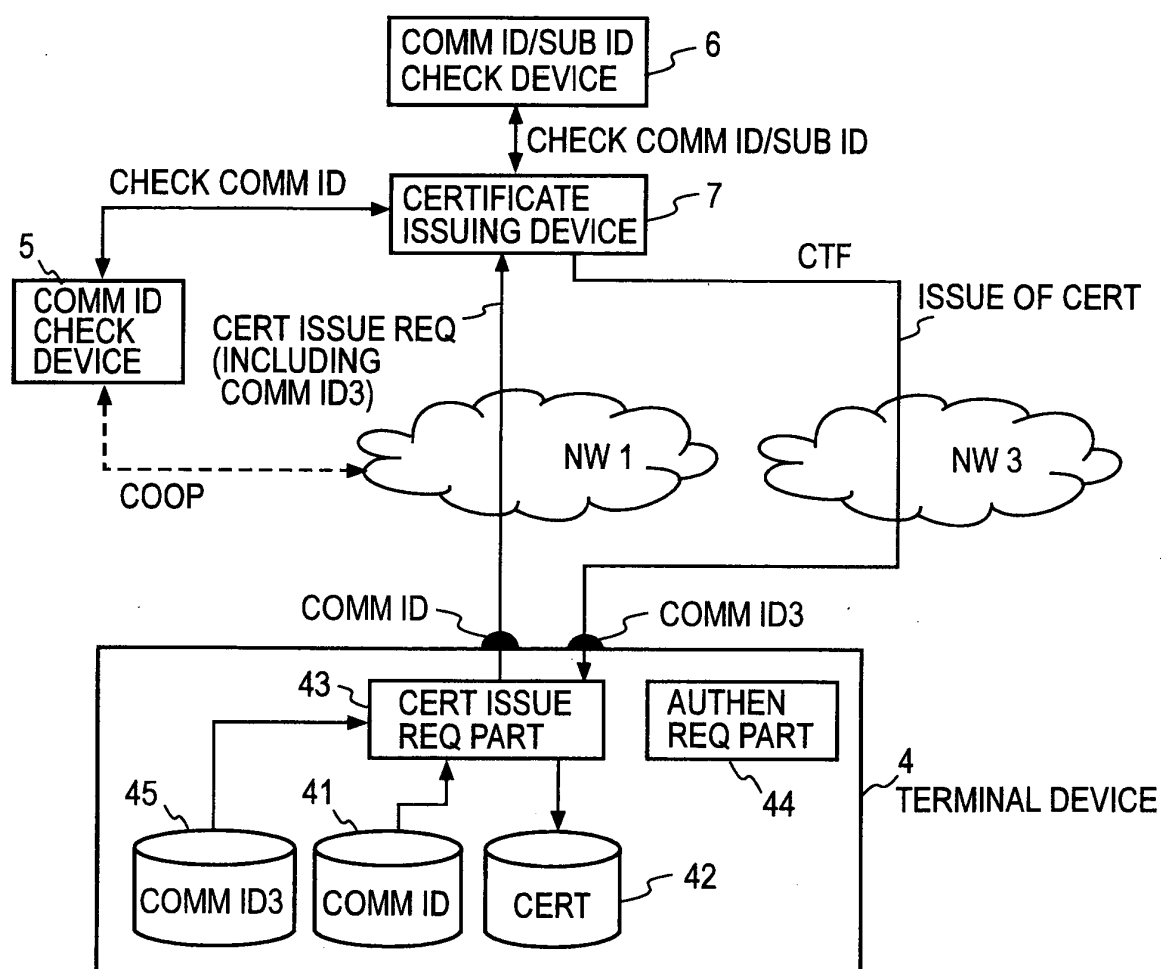 COMM ID/SUB ID
CHECK DEVICE
6
CHECK COMM ID/SUB ID
CHECK COMM ID
CERTIFICATE
ISSUING DEVICE
7
5
COMM ID
CHECK
DEVICE
CTF
ISSUE OF CERT
CERT ISSUE REQ
(INCLUDING
COMM ID3)
NW 1
NW 3
COOP
COMM ID
COMM ID3
43
CERT ISSUE
REQ PART
AUTHEN
REQ PART
44
4
TERMINAL DEVICE
45
41
42
COMM ID3
COMM ID
CERT